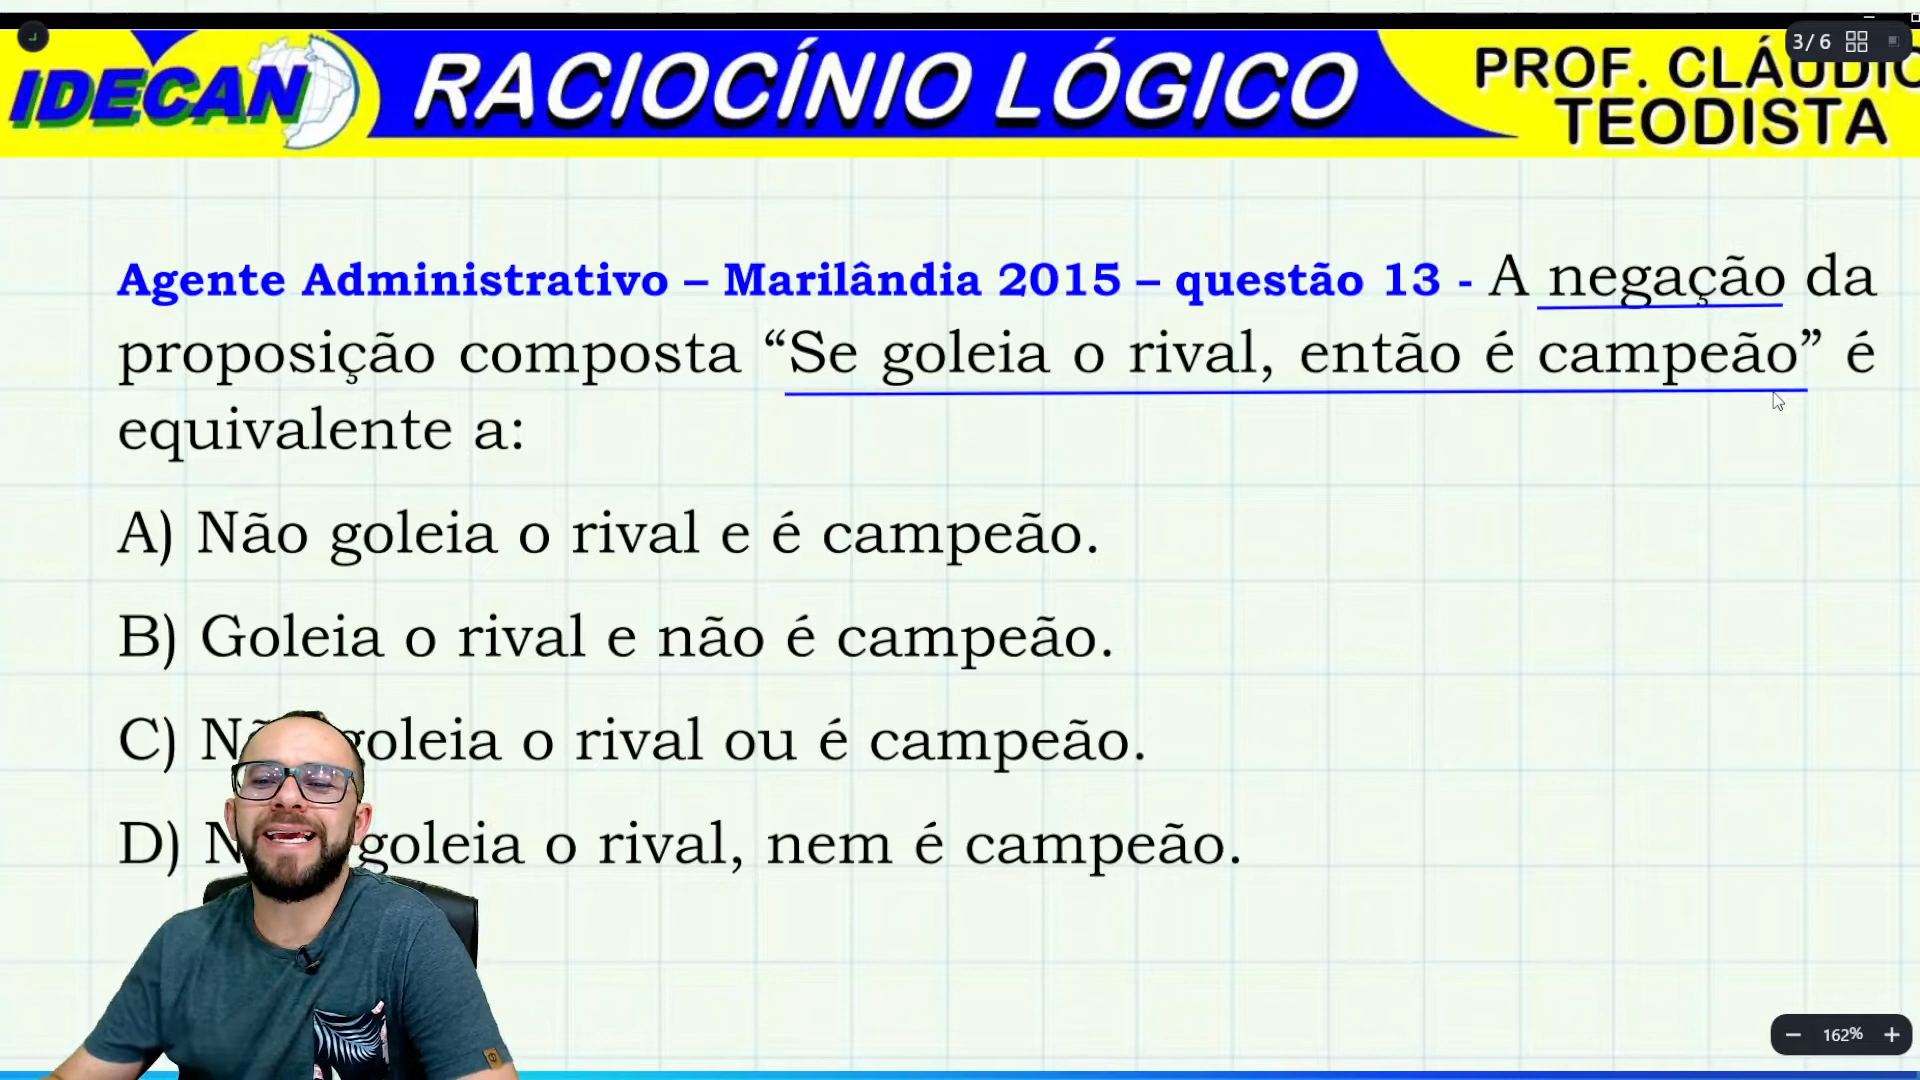 IDECAN
RACIOCÍNIO LÓGICO
PROF. CLÁUDIO
TEODISTA
3/6
Agente Administrativo – Marilândia 2015 – questão 13 - A negação da
proposição composta “Se goleia o rival, então é campeão” é
equivalente a:
A) Não goleia o rival e é campeão.
B) Goleia o rival e não é campeão.
C) goleia o rival ou é campeão.
D) goleia o rival, nem é campeão.
162%